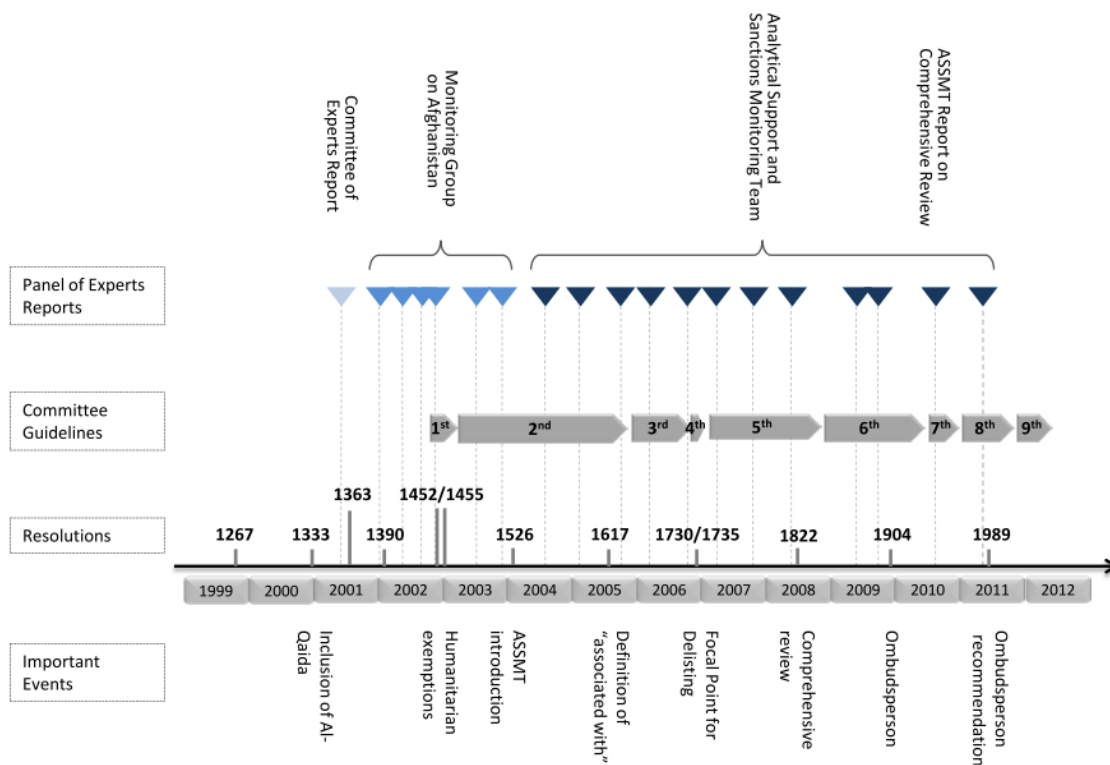 Committee of
Experts Report
Monitoring Group
on Afghanistan
Analytical Support and
Sanctions Monitoring Team
ASSMT Report on
Comprehensive Review
Panel of Experts
Reports
Committee
Guidelines
1st
2nd
3rd
4th
5th
6th
7th
8th
9th
Resolutions
1267
1333
1363
1390
1452/1455
1526
1617
1730/1735
1822
1904
1989
1999
2000
2001
2002
2003
2004
2005
2006
2007
2008
2009
2010
2011
2012
Important
Events
Inclusion of Al-
Qaida
Humanitarian
exemptions
ASSMT
introduction
Definition of
“associated with”
Focal Point for
Delisting
Comprehensive
review
Ombudsperson
Ombudsperson
recommendation